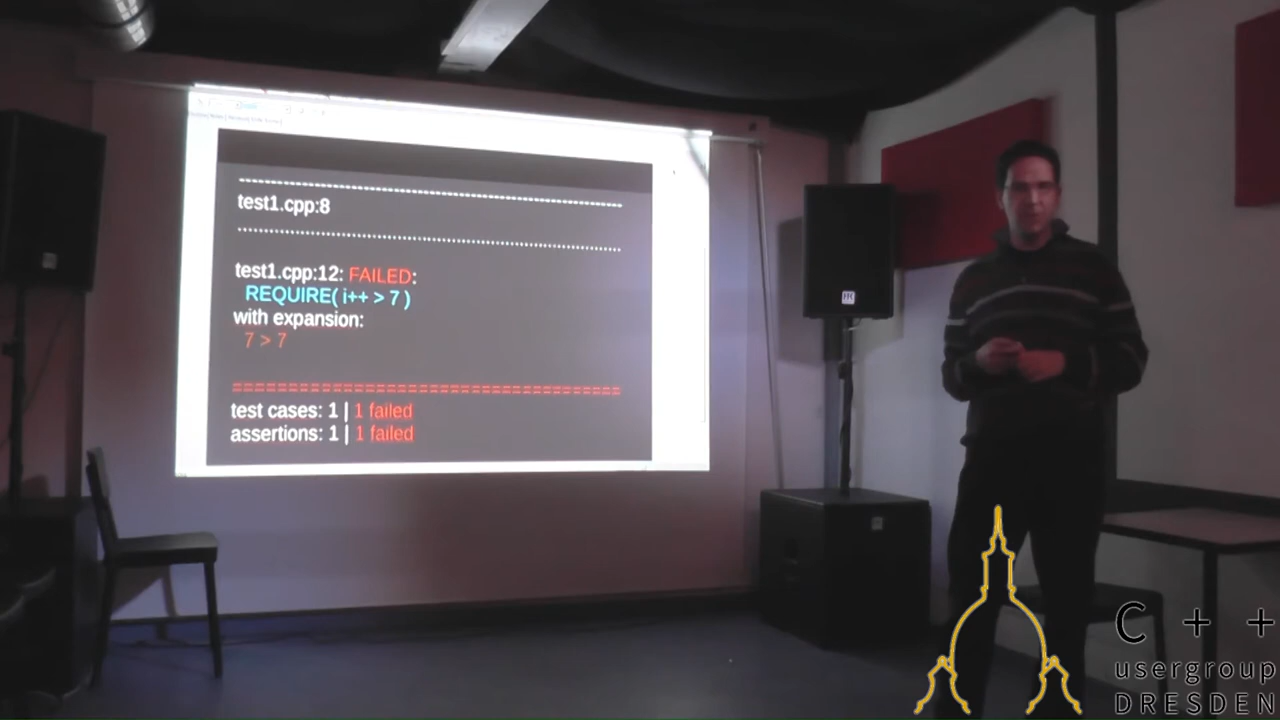 test1.cpp:8
test1.cpp:12: FAILED:
REQUIRE( i++ > 7 )
with expansion:
7 > 7
====================================
test cases: 1 | 1 failed
assertions: 1 | 1 failed
C + +
usergroup
DRESDEN